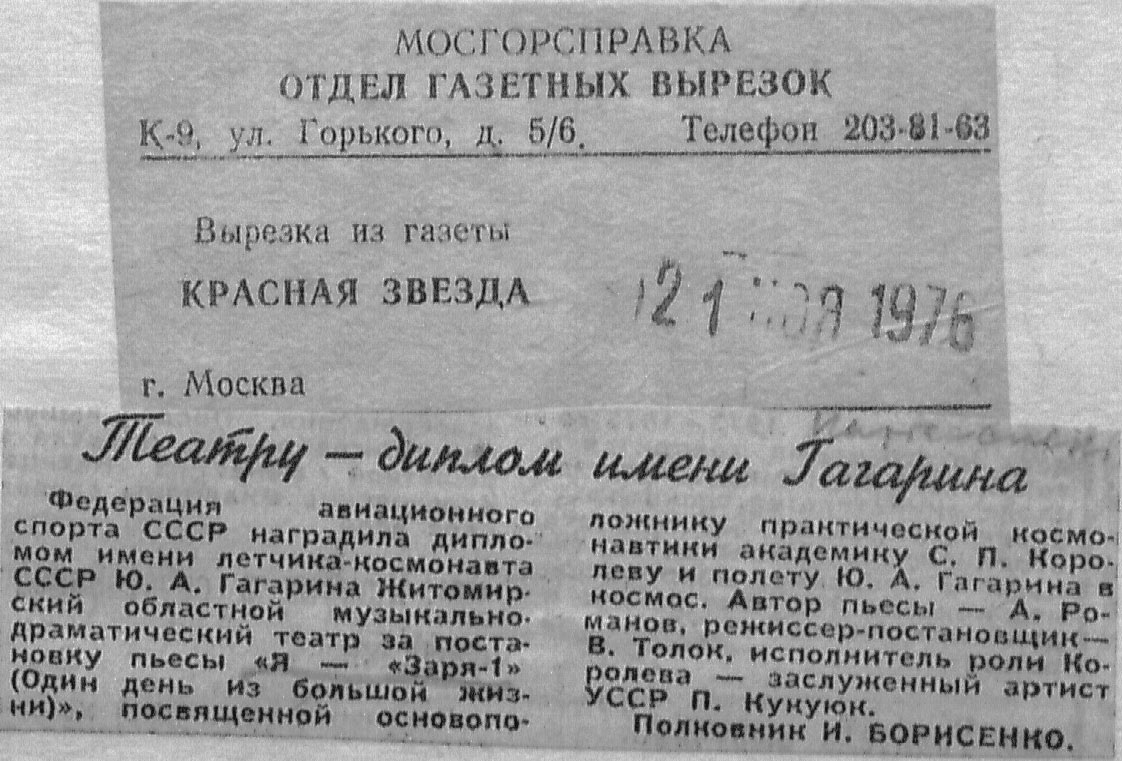 МОСГОРСПРАВКА
ОТДЕЛ ГАЗЕТНЫХ ВЫРЕЗОК
К-9, ул. Горького, д. 5/6. Телефон 203-81-63
Вырезка из газеты
КРАСНАЯ ЗВЕЗДА
21 1976
г. Москва
Театру — диплом имени Гагарина
Федерация авиационного
спорта СССР наградила дипло-
мом имени летчика-космонавта
СССР Ю. А. Гагарина Житомир-
ский областной музыкально-
драматический театр за поста-
новку пьесы «Я — «Заря-1»
(Один день из большой жиз-
ни)», посвященной осново­по-
ложнику практической космо-
навтики академику С. П. Коро-
леву и полету Ю. А. Гагарина в
космос. Автор пьесы — А. Ро-
манов, режиссер-постановщик —
В. Толок, исполнитель роли Ко-
ролева — заслуженный артист
УССР П. Кукуюк.
Полковник И. БОРИСЕНКО.